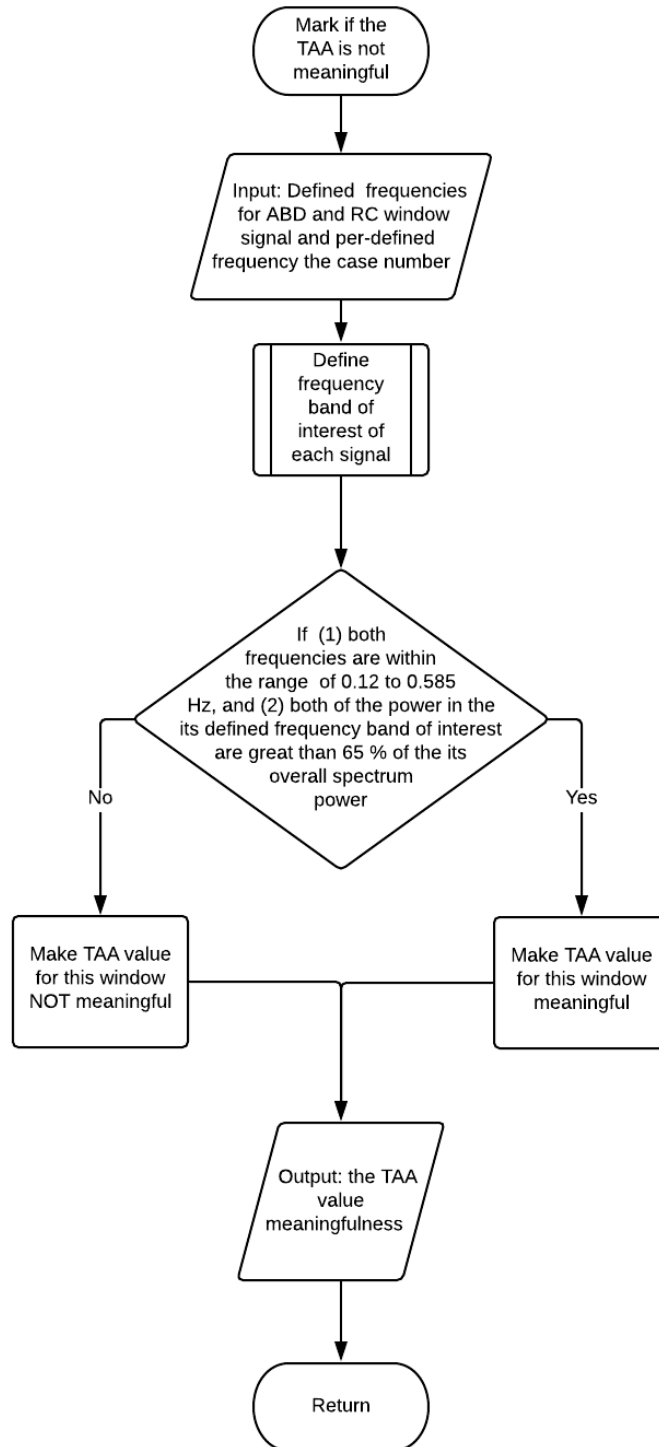 Mark if the
TAA is not
meaningful
Input: Defined frequencies
for ABD and RC window
signal and per-defined
frequency the case number
Define
frequency
band of
interest of
each signal
If (1) both
frequencies are within
the range of 0.12 to 0.585
Hz, and (2) both of the power in the
its defined frequency band of interest
are great than 65 % of the its
overall spectrum
power
No
Yes
Make TAA value
for this window
NOT meaningful
Make TAA value
for this window
meaningful
Output: the TAA
value
meaningfulness
Return